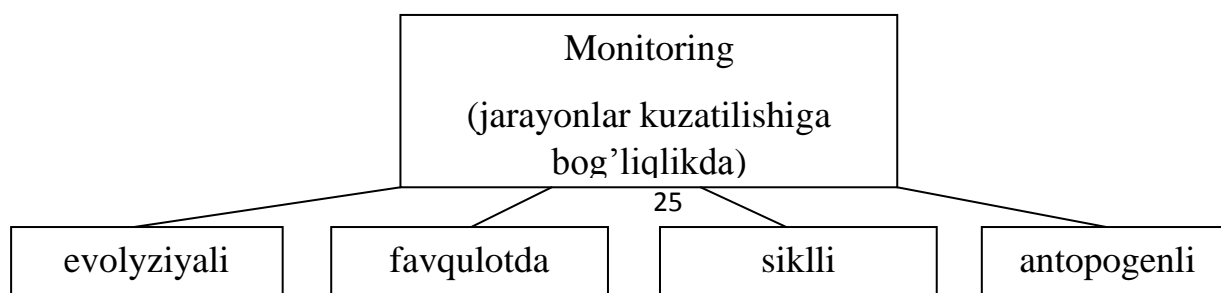 Monitoring
(jarayonlar kuzatilishiga
bog’liqlikda)
25
evolyziyali
favqulotda
siklli
antopogenli